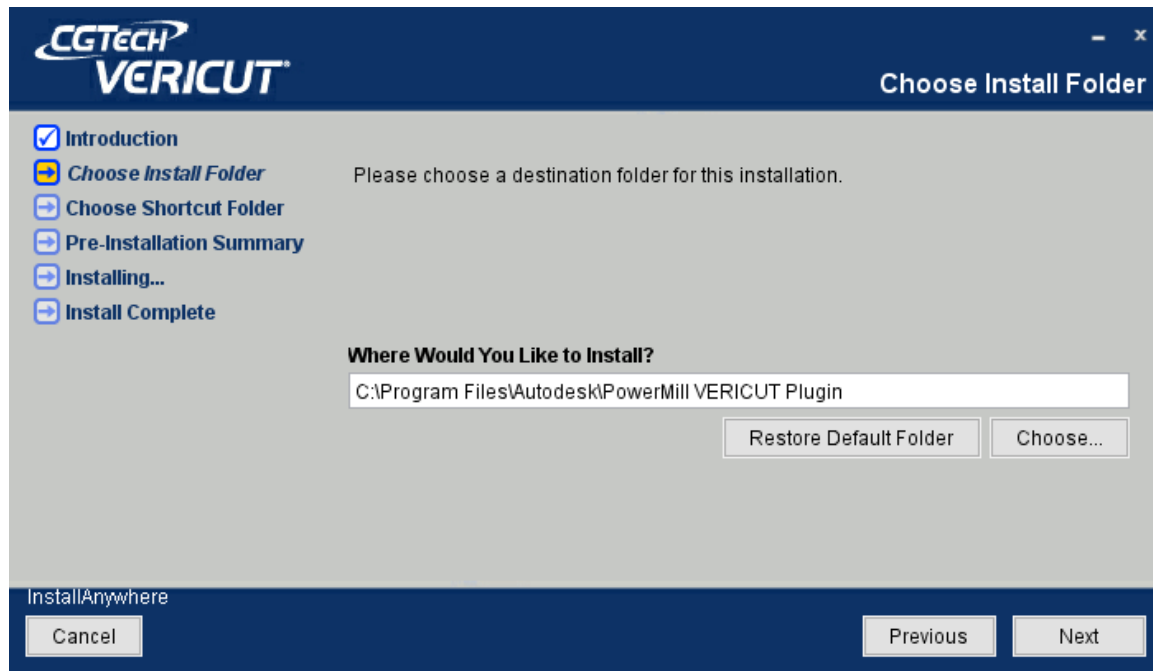 CGTECH
VERICUT
Choose Install Folder
Introduction
Choose Install Folder
Choose Shortcut Folder
Pre-Installation Summary
Installing...
Install Complete
Please choose a destination folder for this installation.
Where Would You Like to Install?
C:\Program Files\Autodesk\PowerMill VERICUT Plugin
Restore Default Folder
Choose...
InstallAnywhere
Cancel
Previous
Next